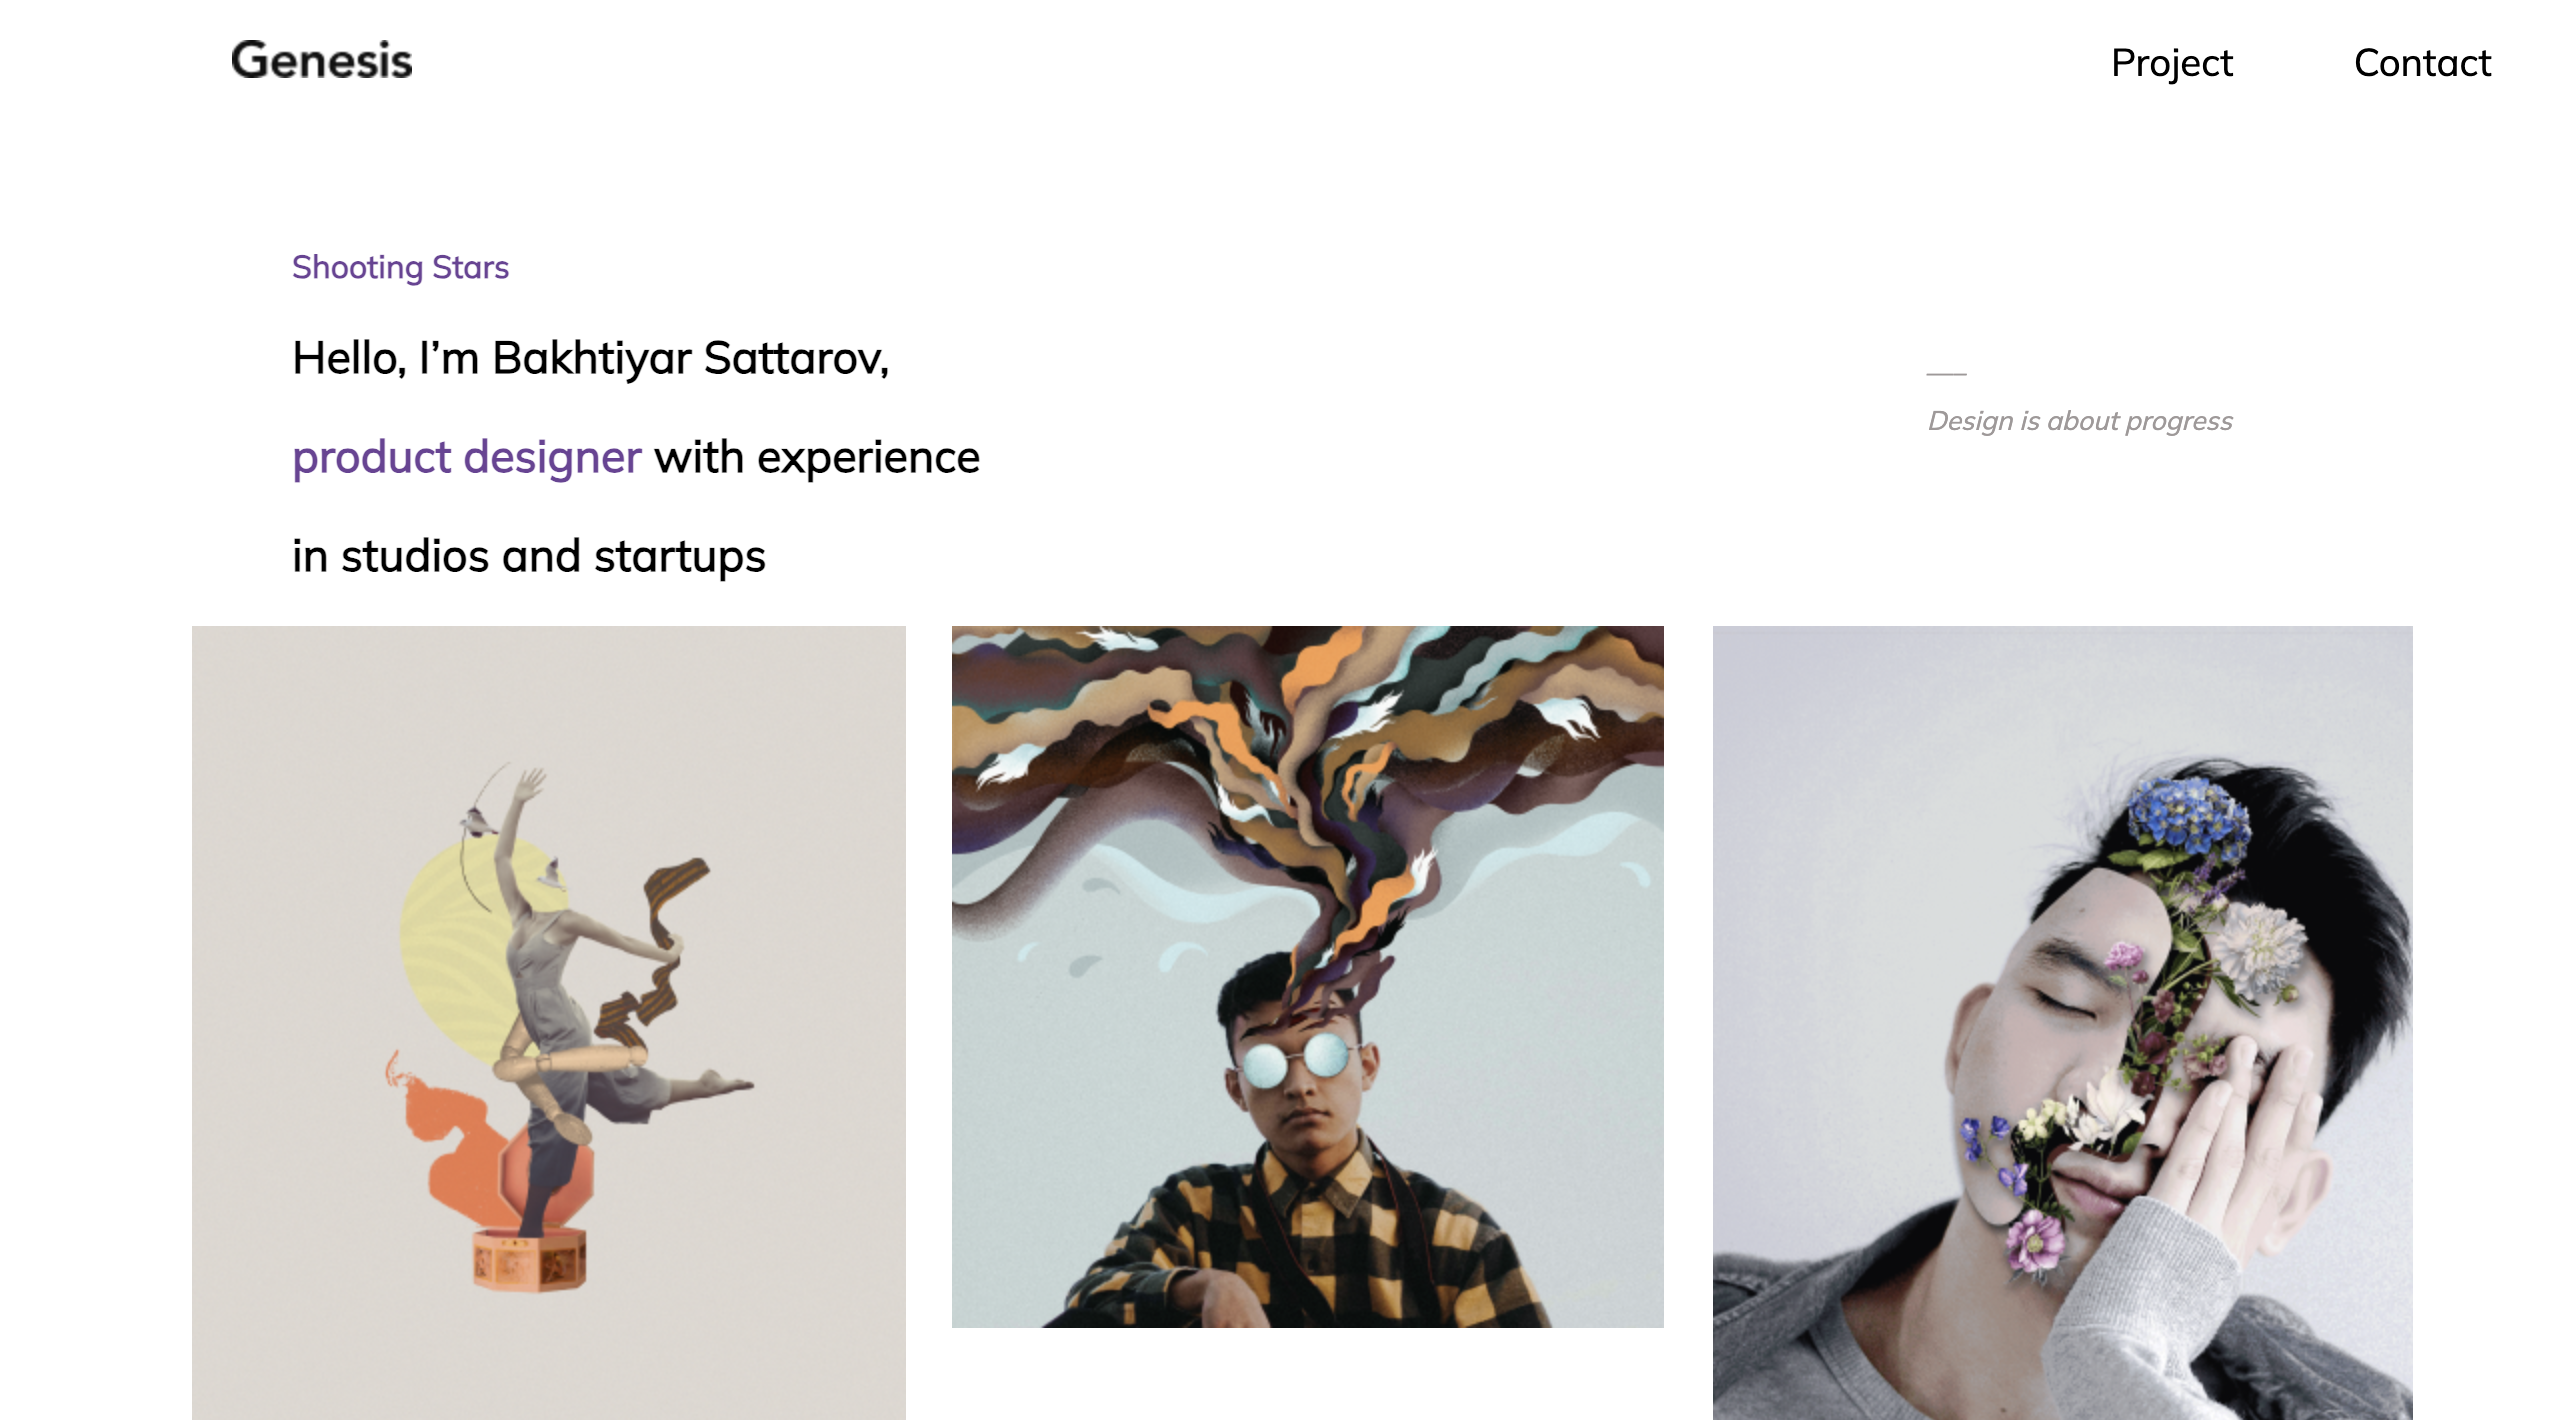 Genesis
Project
Contact
Shooting Stars
Hello, I’m Bakhtiyar Sattarov,
product designer with experience
in studios and startups
Design is about progress